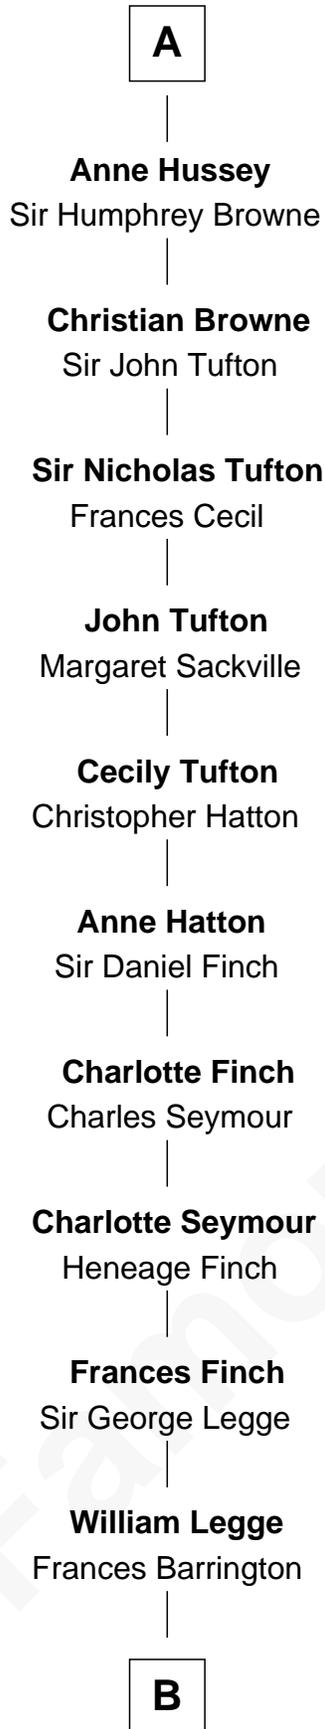 A
Anne Hussey
Sir Humphrey Browne
Christian Browne
Sir John Tufton
Sir Nicholas Tufton
Frances Cecil
John Tufton
Margaret Sackville
Cecily Tufton
Christopher Hatton
Anne Hatton
Sir Daniel Finch
Charlotte Finch
Charles Seymour
Charlotte Seymour
Heneage Finch
Frances Finch
Sir George Legge
William Legge
Frances Barrington
B